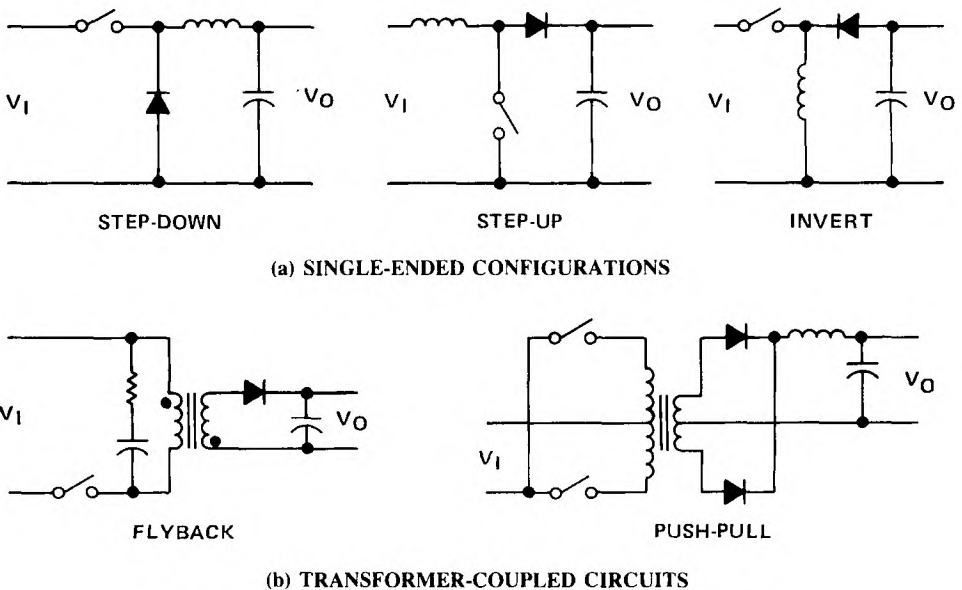 V_I V_O V_I V_O V_I V_O
STEP-DOWN STEP-UP INVERT
(a) SINGLE-ENDED CONFIGURATIONS
V_I V_O V_I V_O
FLYBACK PUSH-PULL
(b) TRANSFORMER-COUPLED CIRCUITS